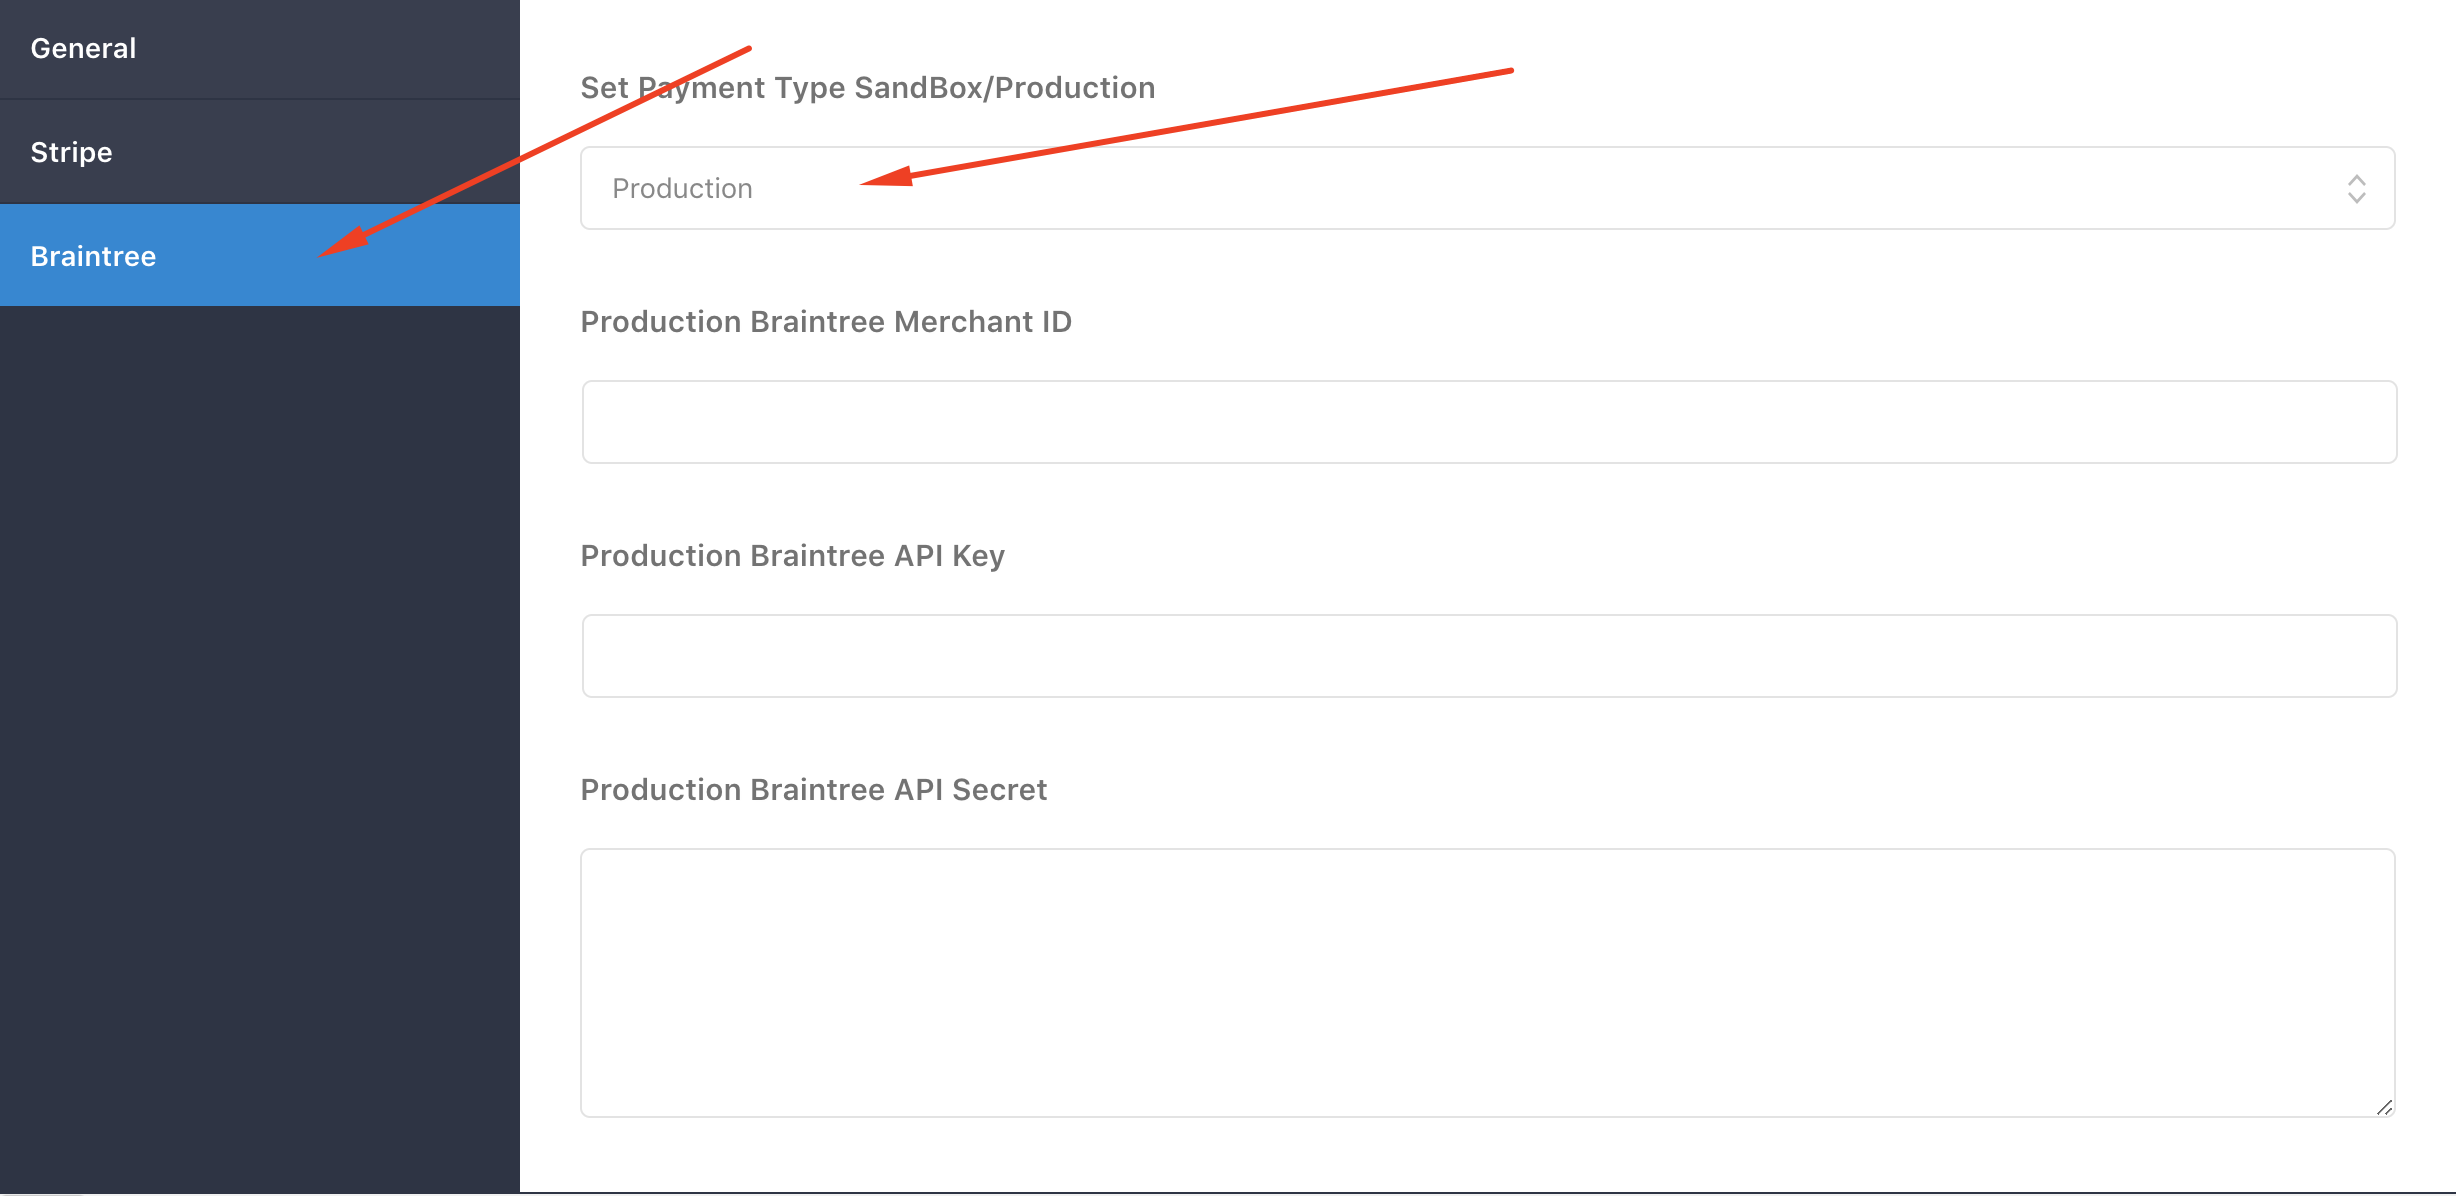 General
Stripe
Braintree
Set Payment Type SandBox/Production
Production
Production Braintree Merchant ID
Production Braintree API Key
Production Braintree API Secret